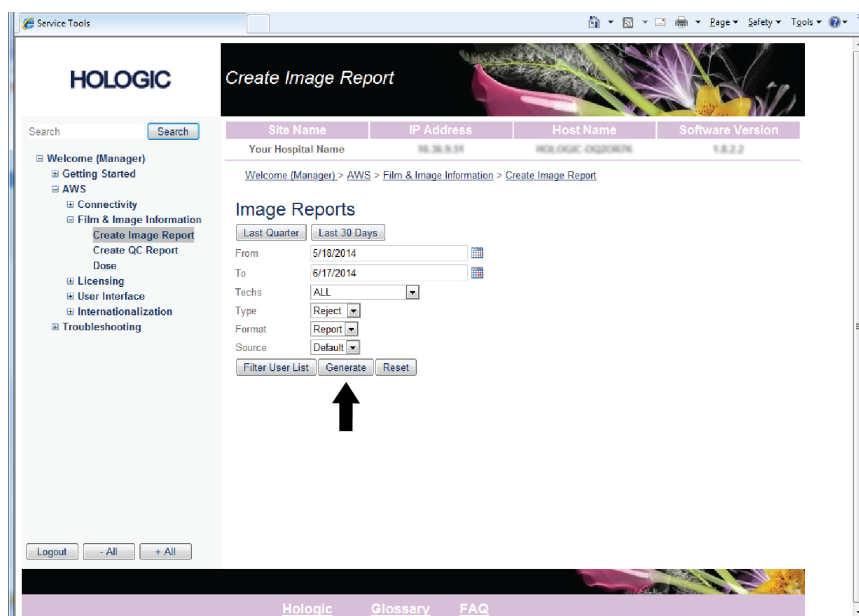 Service Tools
Page Safety Tools
HOLOGIC
Create Image Report
Search Search
Site Name IP Address Host Name Software Version
Your Hospital Name 1.8.2.2
Welcome (Manager) > AWS > Film & Image Information > Create Image Report
Welcome (Manager)
Getting Started
AWS
Connectivity
Film & Image Information
Create Image Report
Create QC Report
Dose
Licensing
User Interface
Internationalization
Troubleshooting
Image Reports
Last Quarter Last 30 Days
From 5/18/2014
To 6/17/2014
Techs ALL
Type Reject
Format Report
Source Default
Filter User List Generate Reset
Logout - All + All
Hologic Glossary FAQ